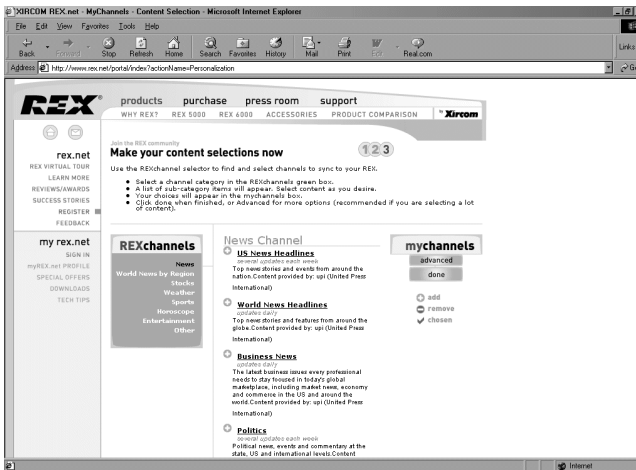 XIRCOM REX.net - MyChannels - Content Selection - Microsoft Internet Explorer
File Edit View Favorites Tools Help
Back Forward Stop Refresh Home Search Favorites History Mail Print Edit Real.com
Links
Address http://www.rex.net/portal/index?actionName=Personalization
REX®
products purchase press room support
WHY REX? REX 5000 REX 6000 ACCESSORIES PRODUCT COMPARISON by Xircom
rex.net
REX VIRTUAL TOUR
LEARN MORE
REVIEWS/AWARDS
SUCCESS STORIES
REGISTER
FEEDBACK
my rex.net
SIGN IN
myREX.net PROFILE
SPECIAL OFFERS
DOWNLOADS
TECH TIPS
Join the REX community
Make your content selections now
1 2 3
Use the REXchannel selector to find and select channels to sync to your REX.
• Select a channel category in the REXchannels green box.
• A list of sub-category items will appear. Select content as you desire.
• Your choices will appear in the mychannels box.
• Click done when finished, or Advanced for more options (recommended if you are selecting a lot
of content).
REXchannels
News
World News by Region
Stocks
Weather
Sports
Horoscope
Entertainment
Other
News Channel
US News Headlines
several updates each week
Top news stories and events from around the
nation.Content provided by: upi (United Press
International)
World News Headlines
updates daily
Top news stories and features from around the
globe.Content provided by: upi (United Press
International)
Business News
updates daily
The latest business issues every professional
needs to stay focused in today's global
marketplace, including market news, economy
and commerce in the US and around the
world.Content provided by: upi (United Press
International)
Politics
several updates each week
Political news, events and commentary at the
state, US and international levels.Content
mychannels
advanced
done
add
remove
chosen
Internet